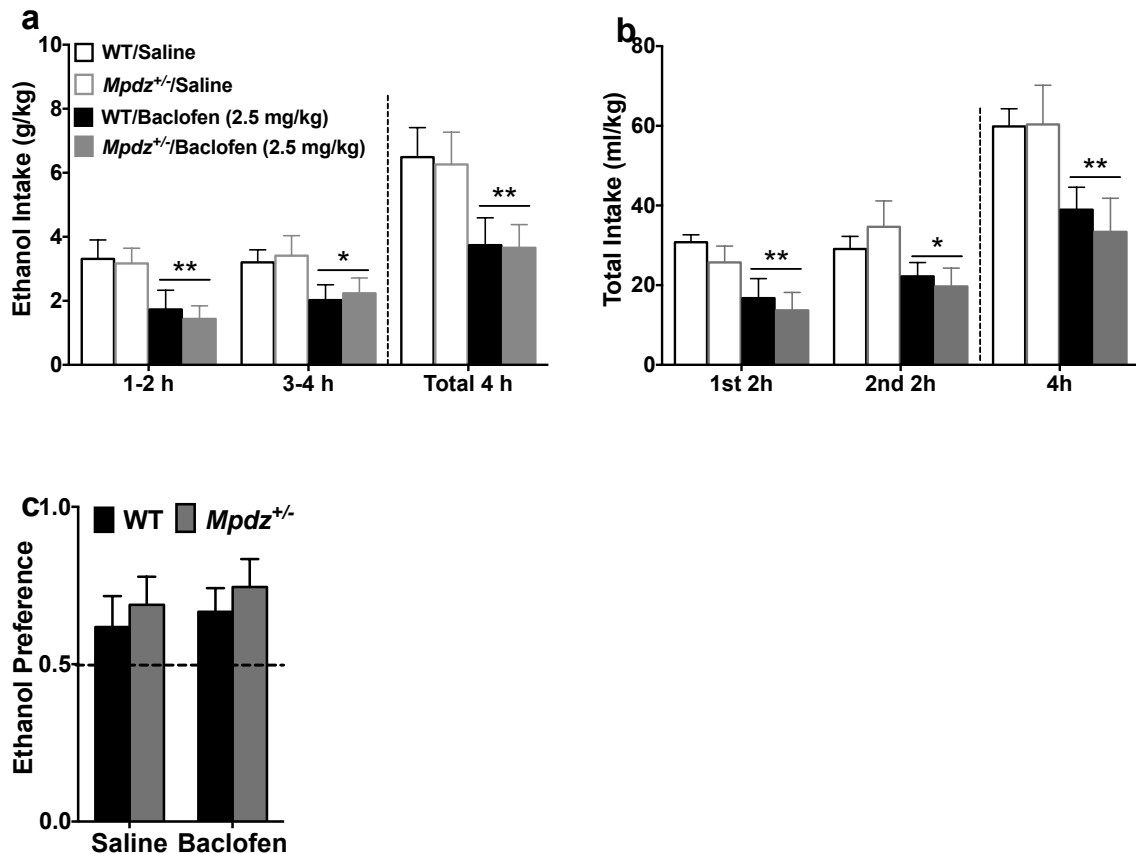 a
Ethanol Intake (g/kg)
10
8
6
4
2
0
WT/Saline
Mpdz+/-/Saline
WT/Baclofen (2.5 mg/kg)
Mpdz+/-/Baclofen (2.5 mg/kg)
**
*
**
1-2 h 3-4 h Total 4 h
b
Total Intake (ml/kg)
80
60
40
20
0
**
*
**
1st 2h 2nd 2h 4h
c
Ethanol Preference
1.0
0.5
0.0
WT Mpdz+/-
Saline Baclofen